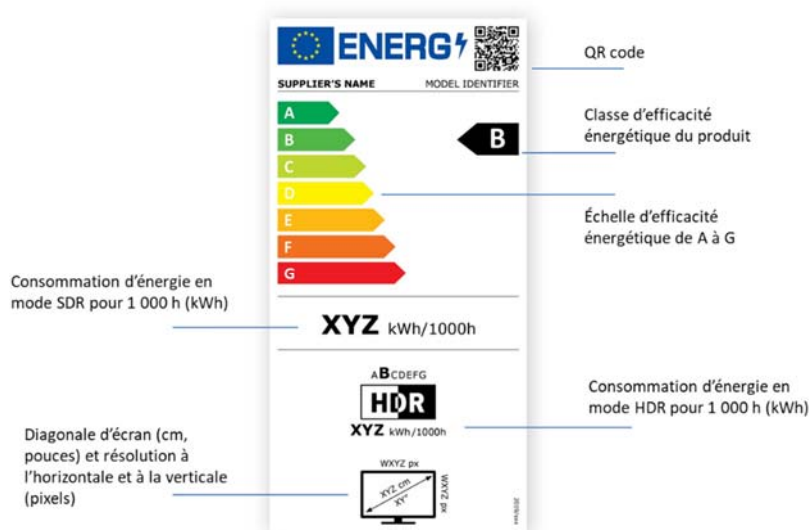 ENERG
QR code
SUPPLIER'S NAME
MODEL IDENTIFIER
A
B
B
Classe d'efficacité
énergétique du produit
C
D
E
Échelle d'efficacité
énergétique de A à G
F
G
Consommation d'énergie en
mode SDR pour 1 000 h (kWh)
XYZ kWh/1000h
ABCDEFG
HDR
XYZ kWh/1000h
Consommation d'énergie en
mode HDR pour 1 000 h (kWh)
Diagonale d'écran (cm,
pouces) et résolution à
l'horizontale et à la verticale
(pixels)
WXYZ px
XYZ cm
XY"
WXYZ px